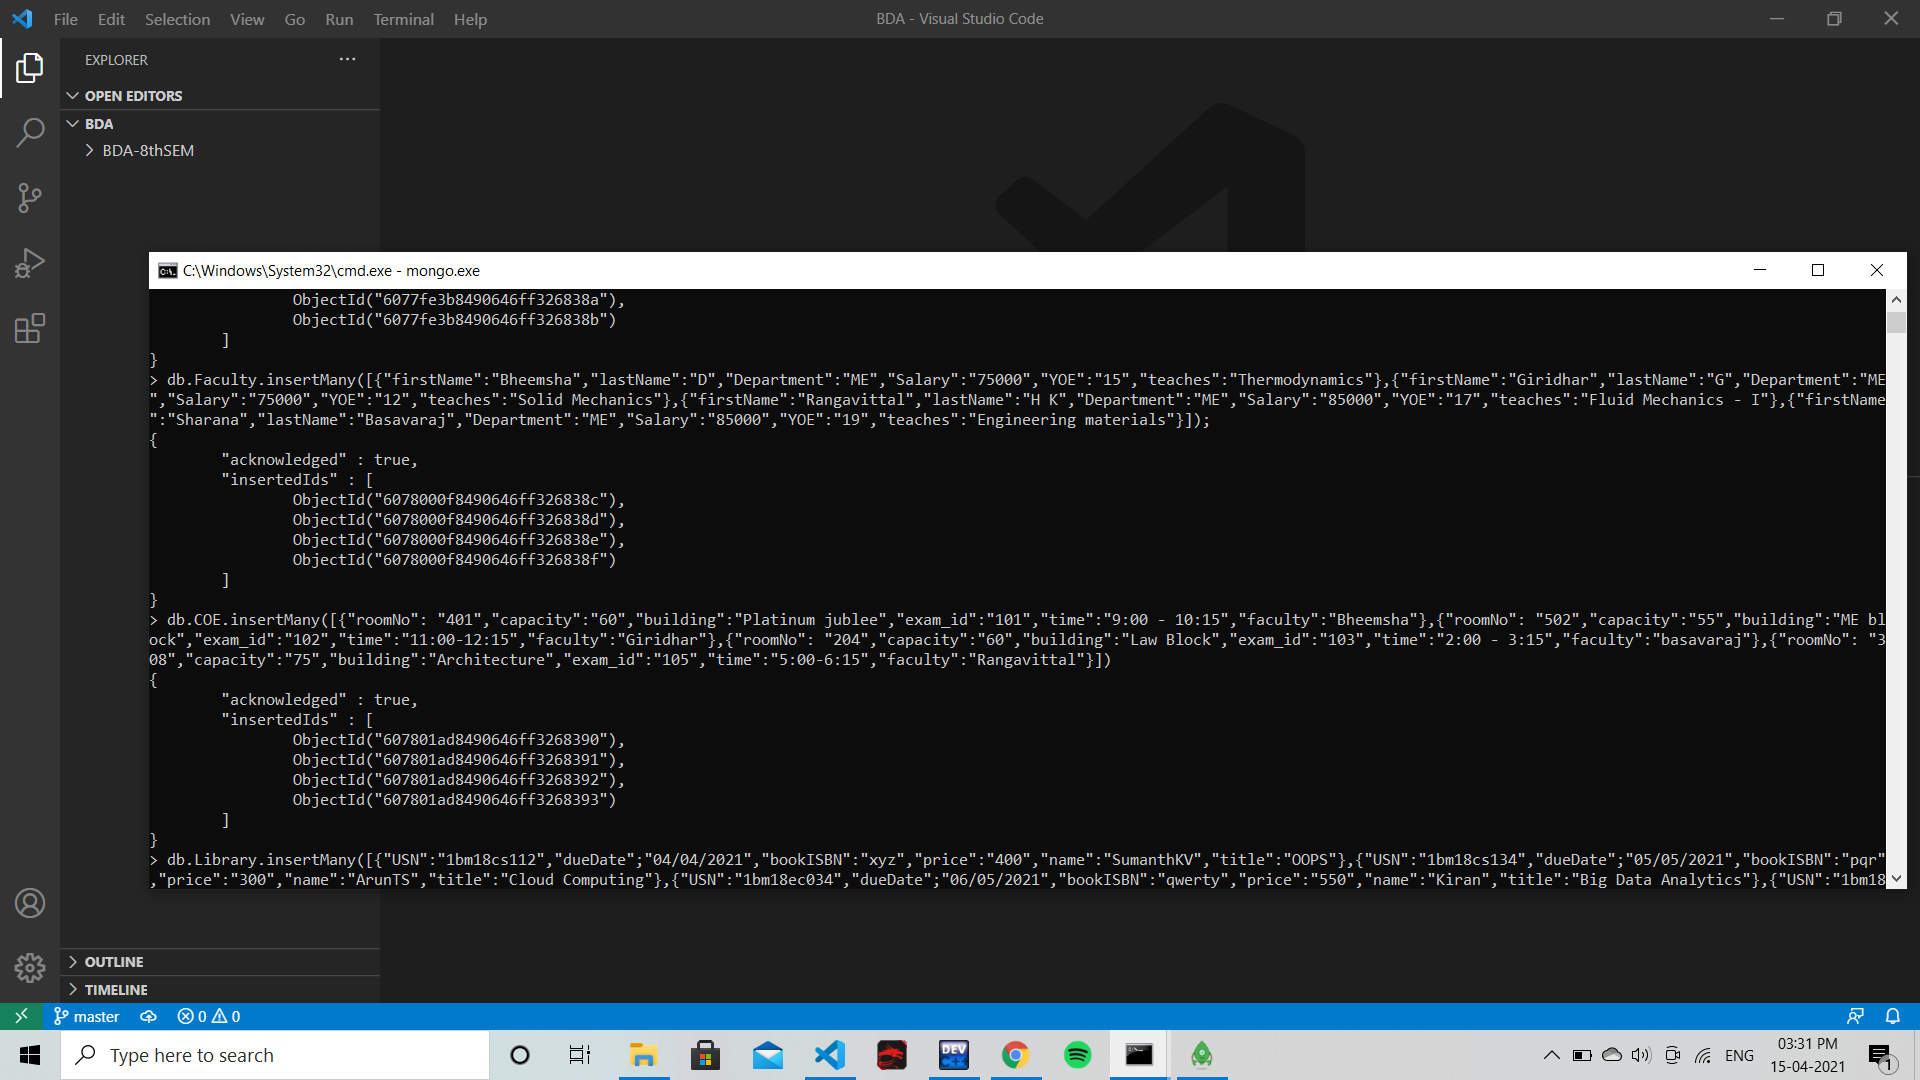 File Edit Selection View Go Run Terminal Help
BDA - Visual Studio Code
EXPLORER
OPEN EDITORS
BDA
BDA-8thSEM
C:\Windows\System32\cmd.exe - mongo.exe
ObjectId("6077fe3b8490646ff326838a"),
ObjectId("6077fe3b8490646ff326838b")
]
}
> db.Faculty.insertMany([{"firstName":"Bheemsha","lastName":"D","Department":"ME","Salary":"75000","YOE":"15","teaches":"Thermodynamics"},{"firstName":"Giridhar","lastName":"G","Department":"ME
","Salary":"75000","YOE":"12","teaches":"Solid Mechanics"},{"firstName":"Rangavittal","lastName":"H K","Department":"ME","Salary":"85000","YOE":"17","teaches":"Fluid Mechanics - I"},{"firstName
":"Sharana","lastName":"Basavaraj","Department":"ME","Salary":"85000","YOE":"19","teaches":"Engineering materials"}]);
{
"acknowledged" : true,
"insertedIds" : [
ObjectId("6078000f8490646ff326838c"),
ObjectId("6078000f8490646ff326838d"),
ObjectId("6078000f8490646ff326838e"),
ObjectId("6078000f8490646ff326838f")
]
}
> db.COE.insertMany([{"roomNo": "401","capacity":"60","building":"Platinum jublee","exam_id":"101","time":"9:00 - 10:15","faculty":"Bheemsha"},{"roomNo": "502","capacity":"55","building":"ME bl
ock","exam_id":"102","time":"11:00-12:15","faculty":"Giridhar"},{"roomNo": "204","capacity":"60","building":"Law Block","exam_id":"103","time":"2:00 - 3:15","faculty":"basavaraj"},{"roomNo": "3
08","capacity":"75","building":"Architecture","exam_id":"105","time":"5:00-6:15","faculty":"Rangavittal"}])
{
"acknowledged" : true,
"insertedIds" : [
ObjectId("607801ad8490646ff3268390"),
ObjectId("607801ad8490646ff3268391"),
ObjectId("607801ad8490646ff3268392"),
ObjectId("607801ad8490646ff3268393")
]
}
> db.Library.insertMany([{"USN":"1bm18cs112","dueDate";"04/04/2021","bookISBN":"xyz","price":"400","name":"SumanthKV","title":"OOPS"},{"USN":"1bm18cs134","dueDate";"05/05/2021","bookISBN":"pqr"
,"price":"300","name":"ArunTS","title":"Cloud Computing"},{"USN":"1bm18ec034","dueDate";"06/05/2021","bookISBN":"qwerty","price":"550","name":"Kiran","title":"Big Data Analytics"},{"USN":"1bm18
OUTLINE
TIMELINE
master 0 0
Type here to search
DEV C++
ENG
03:31 PM
15-04-2021
1